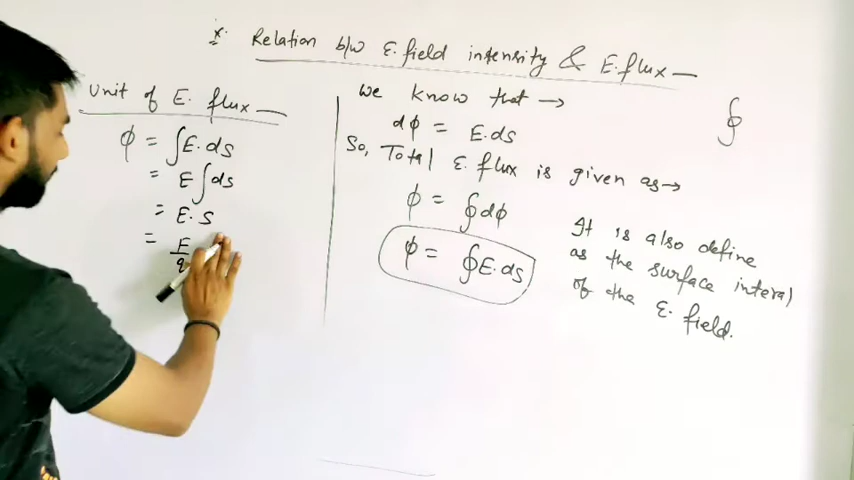 * Relation b/w E. field intensity & E. flux —
Unit of E. flux —
ϕ = ∫E. ds
= E ∫ds
= E. S
= F/q
we know that →
dϕ = E. ds
So, Total E. flux is given as →
ϕ = ∮dϕ
ϕ = ∮E. ds
∮
It is also define
as the surface interal
of the E. field.